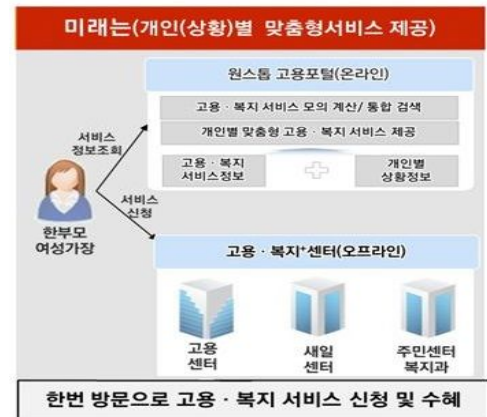 미래는(개인(상황)별 맞춤형서비스 제공)
원스톱 고용포털(온라인)
고용·복지 서비스 모의 계산/ 통합 검색
개인별 맞춤형 고용·복지 서비스 제공
고용·복지
서비스정보
개인별
상황정보
서비스
정보조회
서비스
신청
한부모
여성가장
고용·복지+센터(오프라인)
고용
센터
새일
센터
주민센터
복지과
한번 방문으로 고용·복지 서비스 신청 및 수혜